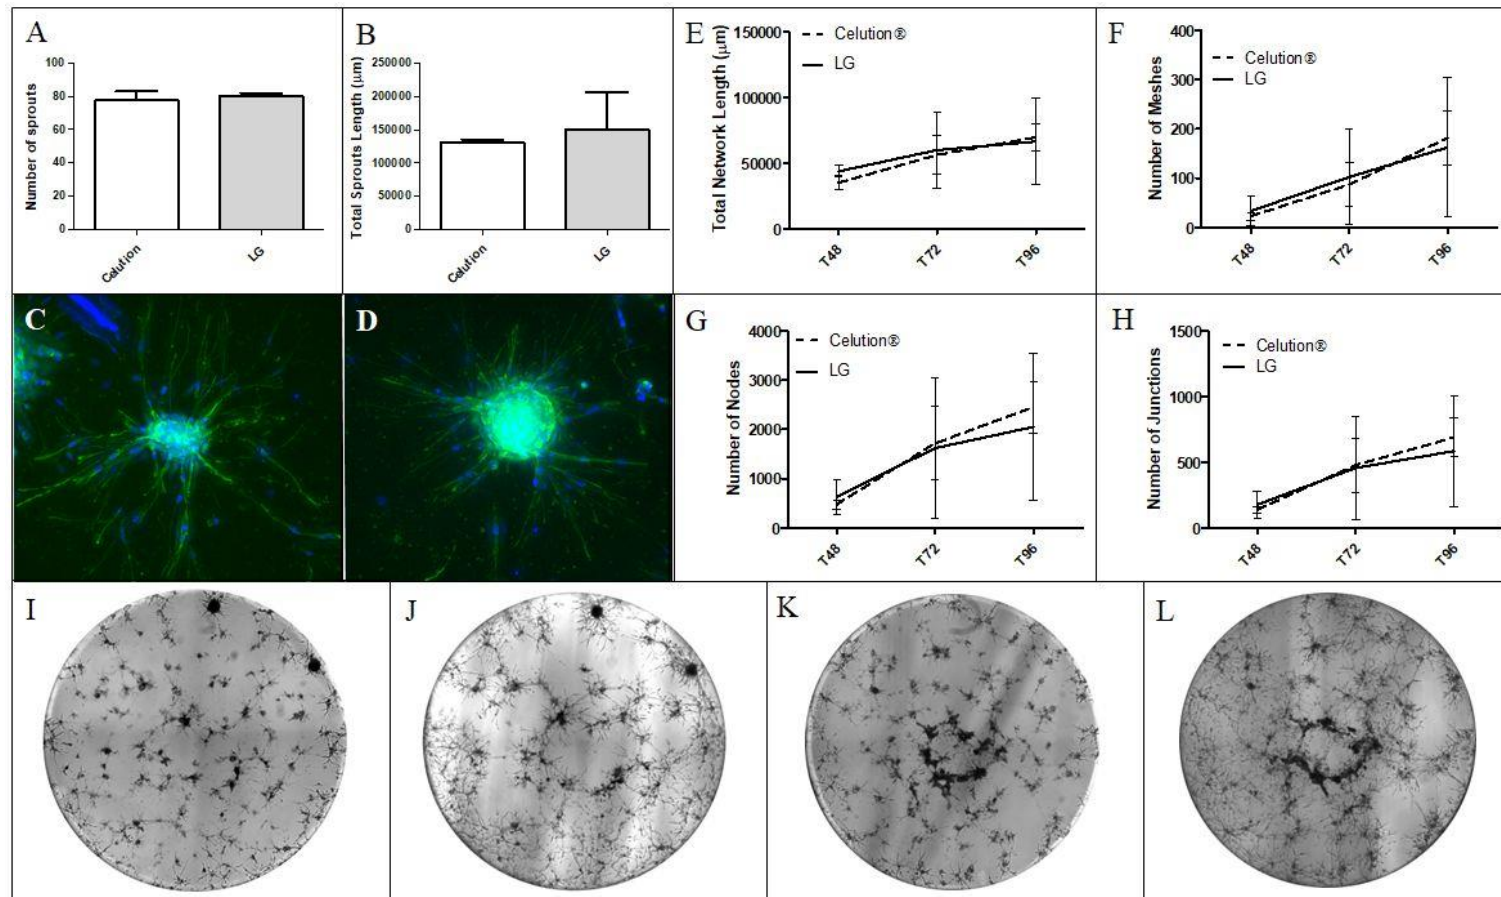 A
Number of sprouts
100
80
60
40
20
0
Celution
LG
B
Total Sprouts Length (μm)
250000
200000
150000
100000
50000
0
Celution
LG
E
Total Network Length (μm)
150000
100000
50000
0
Celution®
LG
T48
T72
T96
F
Number of Meshes
400
300
200
100
0
Celution®
LG
T48
T72
T96
C
D
G
Number of Nodes
4000
3000
2000
1000
0
Celution®
LG
T48
T72
T96
H
Number of Junctions
1500
1000
500
0
Celution®
LG
T48
T72
T96
I
J
K
L